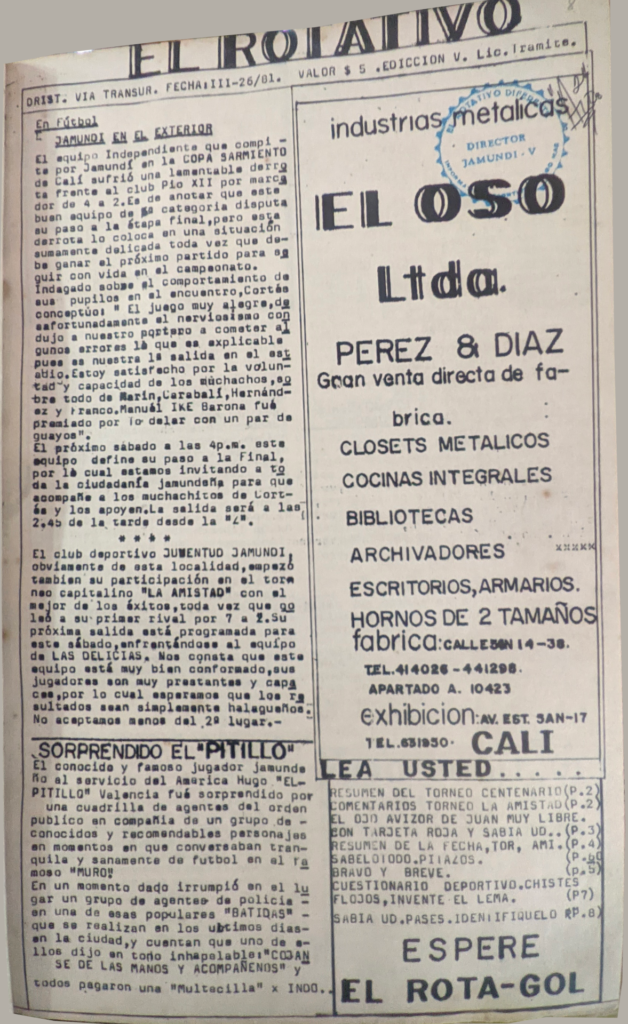 EL ROTATIVO
DRIST. VIA TRANSUR. FECHA:III-26/81. VALOR $ 5 .EDICCION V. Lic.Tramite.
En Fútbol
JAMUNDI EN EL EXTERIOR
El equipo Independiente que compi -
te por Jamundí en la COPA SARMIENTO
de Cali sufrió una lamentable derro
ta frente al club Pio XII por marca
dor de 4 a 2.Es de anotar que este
buen equipo de categoria disputa
su paso a la étapa final,pero esta
derrota lo coloca en una situación
sumamente delicada toda vez que de-
be ganar el próximo partido para se
guir con vida en el campeonato.
Indagado sobre el comportamiento de
sus pupilos en el encuentro,Cortés
conceptúo: " El juego muy alegre,de
safortunadamente el nerviosismo con
dujo a nuestro portero a cometer al
gunos errores lo que es explicable
pues es nuestra la salida en el est
adio.Estoy satisfecho por la volun-
tad y capacidad de los muchachos,so
bre todo de Marin,Carabalí,Hernánd-
ez y Franco.Manuél IKE Barona fué
premiado por lo delar con un par de
guayos".
El próximo sábado a las 4p.m. este
equipo define su paso a la Final,
por lo cual estamos invitando a to
da la ciudadanía jamundeña para que
acompañe a los muchachitos de Cort-
és y los apoyen.La salida será a las
2.45 de la tarde desde la "Z".
* * * *
El club deportivo JUVENTUD JAMUNDI,
obviamente de esta localidad,empezó
tambien su participación en el torn
neo capitalino "LA AMISTAD" con el
mejor de los éxitos,toda vez que go
leó a su primer rival por 7 a 2.Su
próxima salida está programada para
este sábado,enfrentándose al equipo
de LAS DELICIAS. Nos consta que este
equipo está muy bien conformado,sus
jugadores son muy prestantes y capa
ces,por lo cual esperamos que los re
sultados sean simplemente halagueños.
No aceptamos menos del 2º lugar.-
SORPRENDIDO EL "PITILLO"
El conocido y famoso jugador jamunde
ño al servicio del America Hugo "EL-
PITILLO" Valencia fué sorprendido por
una cuadrilla de agentes del orden
publico en compañia de un grupo de -
conocidos y recomendables personajes
en momentos en que conversaban tran-
quila y sanamente de futbol en el fa
moso "MURO"
En un momento dado irrumpió en el lu
gar un grupo de agentes de policia -
en una de esas populares "BATIDAS" -
que se realizan en los ultimos dias-
en la ciudad,y cuentan que uno de e-
llos dijo en tono inhapelable:"COJAN
SE DE LAS MANOS Y ACOMPAÑENOS" y
todos pagaron una "Multecilla" x INDO..
industrias metalicas
DIRECTOR
JAMUNDI - V
EL OSO
Ltda.
PEREZ & DIAZ
Gran venta directa de fa-
brica.
CLOSETS METALICOS
COCINAS INTEGRALES
BIBLIOTECAS
ARCHIVADORES xxxxx
ESCRITORIOS,ARMARIOS.
HORNOS DE 2 TAMAÑOS
fabrica: 14-38.
TEL.414026-441298.
APARTADO A. 10423
exhibicion:AV. EST. 5AN-17
TEL.631930. CALI
LEA USTED.....
RESUMEN DEL TORNEO CENTENARIO(P.2)
COMENTARIOS TORNEO LA AMISTAD(P.2)
EL OJO AVIZOR DE JUAN MUY LIBRE.
CON TARJETA ROJA Y SABIA UD..(P.3)
RESUMEN DE LA FECHA,TOR, AMI.(P.4)
SABELOTODO.PITAZOS.
BRAVO Y BREVE. (p.5)
CUESTIONARIO DEPORTIVO.CHISTES
FLOJOS,INVENTE EL LEMA. (P7)
SABIA UD.PASES.IDENTIFIQUELO (P.8)
ESPERE
EL ROTA-GOL